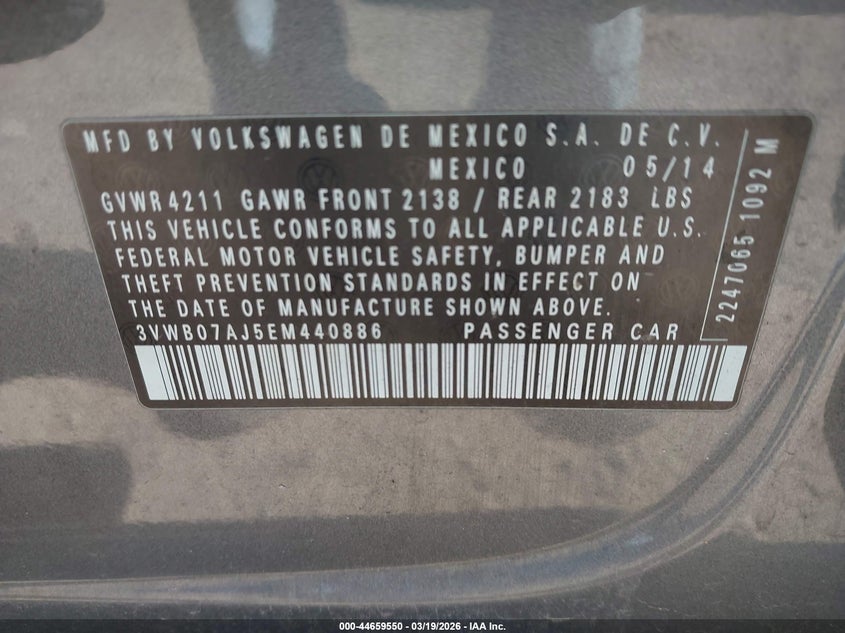 MFD BY VOLKSWAGEN DE MEXICO S.A. DE C.V.
MEXICO 05/14
GVWR 4211 GAWR FRONT 2138 / REAR 2183 LBS
THIS VEHICLE CONFORMS TO ALL APPLICABLE U.S.
FEDERAL MOTOR VEHICLE SAFETY, BUMPER AND
THEFT PREVENTION STANDARDS IN EFFECT ON
THE DATE OF MANUFACTURE SHOWN ABOVE.
3VWB07AJ5EM440886 PASSENGER CAR
2247065 1092 M
000-44659550 — 03/19/2026 — IAA Inc.